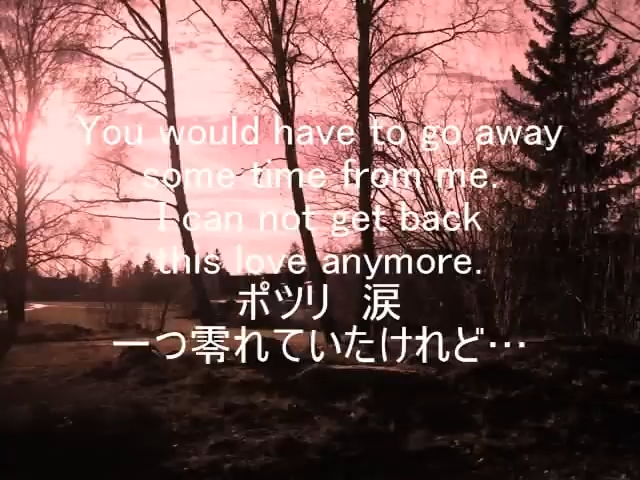 You would have to go away
some time from me.
I can not get back
this love anymore.
ポツリ　涙
一つ零れていたけれど…